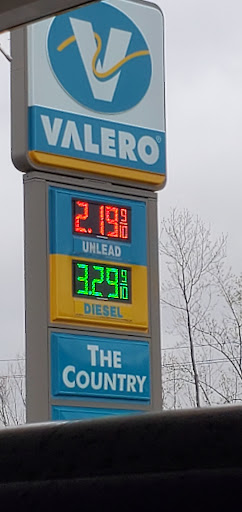 VALERO®
2.19 9/10
UNLEAD
3.29 9/10
DIESEL
THE
COUNTRY